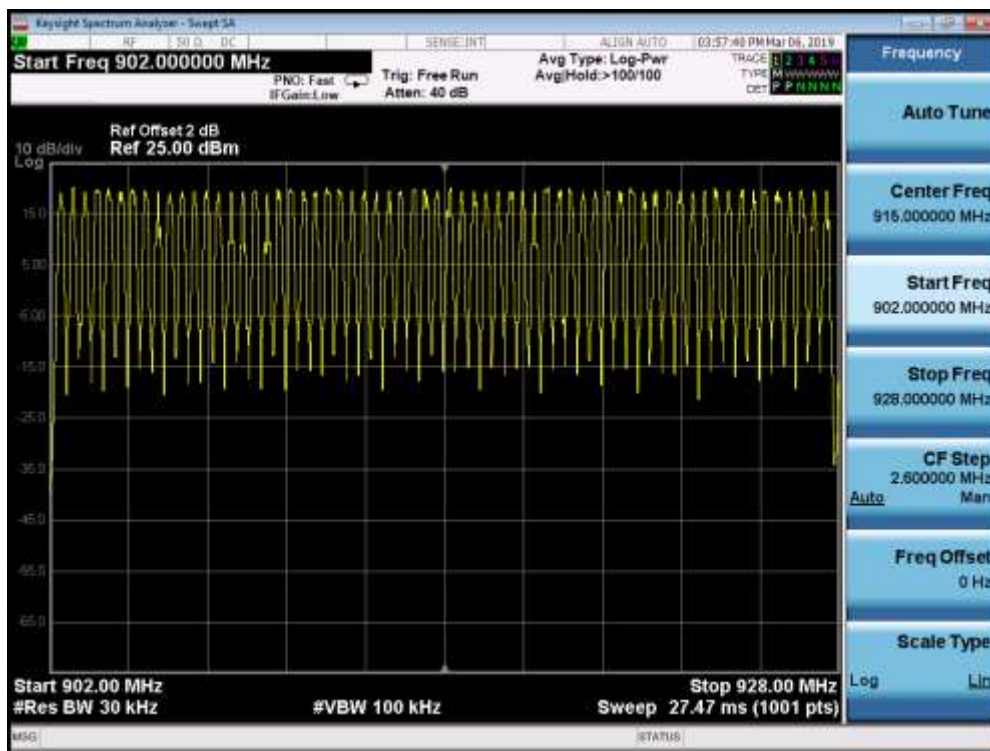 Keysight Spectrum Analyzer - Swept SA
RF 50 Ω DC SENSE:INT ALIGN AUTO 03:57:40 PM Mar 06, 2019
Start Freq 902.000000 MHz
PNO: Fast
IFGain:Low
Trig: Free Run
Atten: 40 dB
Avg Type: Log-Pwr
Avg|Hold:>100/100
TRACE 1 2 3 4 5 6
TYPE M W W W W W
DET P P N N N N
Ref Offset 2 dB
10 dB/div Ref 25.00 dBm
Log
15.0
5.00
-5.00
-15.0
-25.0
-35.0
-45.0
-55.0
-65.0
Start 902.00 MHz Stop 928.00 MHz
#Res BW 30 kHz #VBW 100 kHz Sweep 27.47 ms (1001 pts)
MSG STATUS
Frequency
Auto Tune
Center Freq
915.000000 MHz
Start Freq
902.000000 MHz
Stop Freq
928.000000 MHz
CF Step
2.600000 MHz
Auto Man
Freq Offset
0 Hz
Scale Type
Log Lin